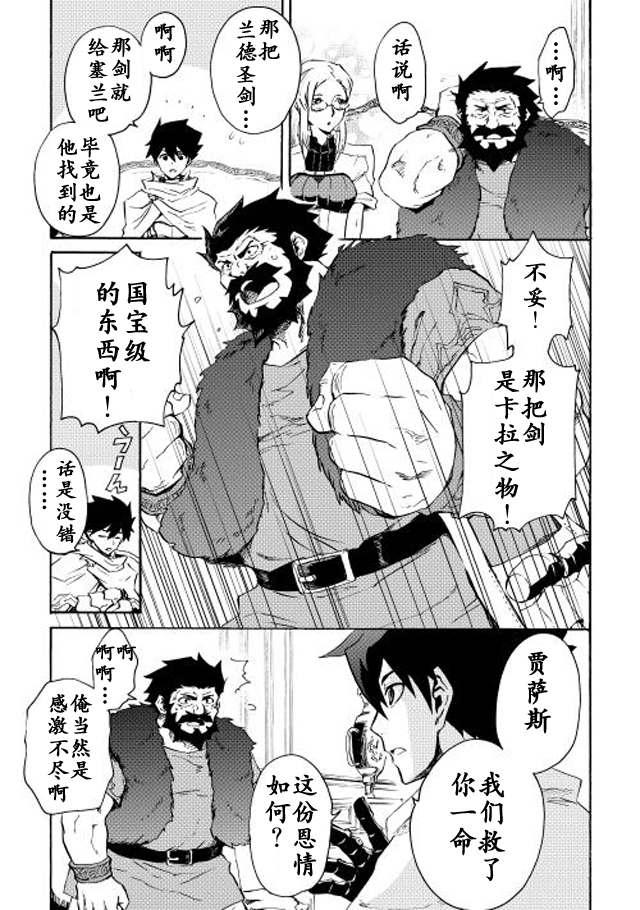 …啊…
话说啊
那把
兰德圣剑…
啊啊
那剑就
给塞兰吧
毕竟也是
他找到的
不妥！
那把剑
是卡拉之物！
国宝级
的东西啊！
うーん
话是没错
……
贾萨斯
我们救了
你一命
这份恩情
如何？
啊啊
啊…
俺当然是
感激不尽啊